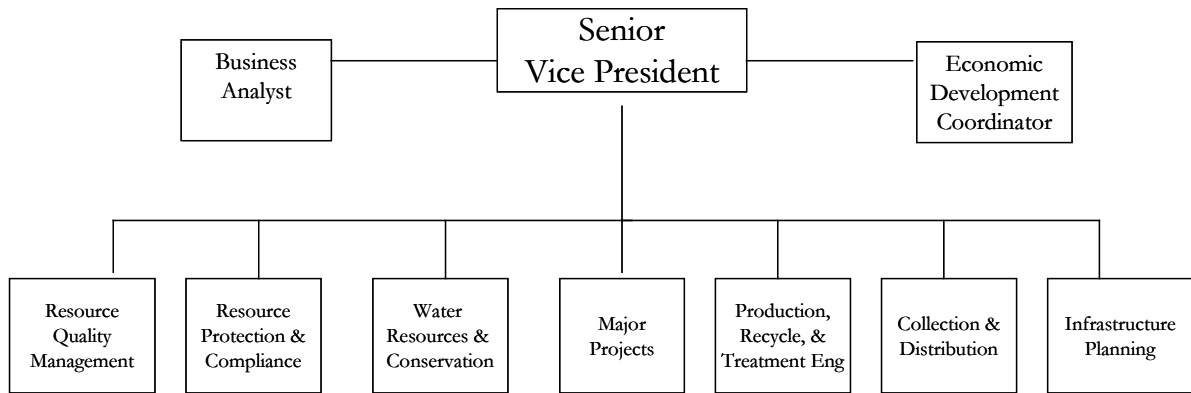 Senior
Vice President
Business
Analyst
Economic
Development
Coordinator
Resource
Quality
Management
Resource
Protection &
Compliance
Water
Resources &
Conservation
Major
Projects
Production,
Recycle, &
Treatment Eng
Collection &
Distribution
Infrastructure
Planning